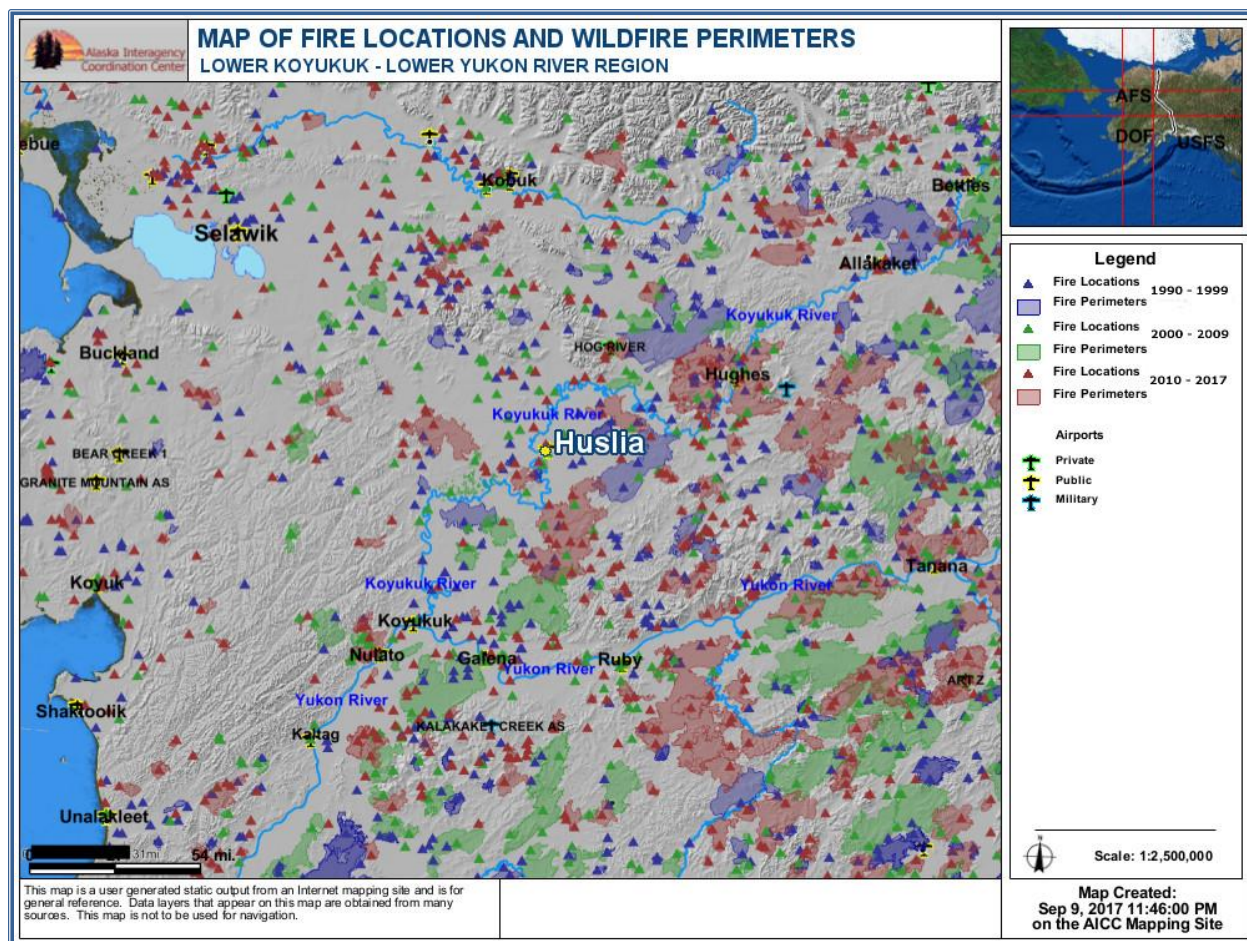 Alaska Interagency
Coordination Center
MAP OF FIRE LOCATIONS AND WILDFIRE PERIMETERS
LOWER KOYUKUK - LOWER YUKON RIVER REGION
AFS
DOF
USFS
ebue
Kobuk
Bettles
Selawik
Allakaket
Koyukuk River
Buckland
HOG RIVER
Hughes
Koyukuk River
Huslia
BEAR CREEK 1
GRANITE MOUNTAIN AS
Koyuk
Koyukuk River
Yukon River
Tanana
Koyukuk
Nulato
Galena
Yukon River
Ruby
Yukon River
ART Z
Shaktoolik
Kaltag
KALAKAKET CREEK AS
Unalakleet
31mi
54 mi.
Legend
Fire Locations 1990 - 1999
Fire Perimeters
Fire Locations 2000 - 2009
Fire Perimeters
Fire Locations 2010 - 2017
Fire Perimeters
Airports
Private
Public
Military
N
Scale: 1:2,500,000
This map is a user generated static output from an Internet mapping site and is for
general reference. Data layers that appear on this map are obtained from many
sources. This map is not to be used for navigation.
Map Created:
Sep 9, 2017 11:46:00 PM
on the AICC Mapping Site